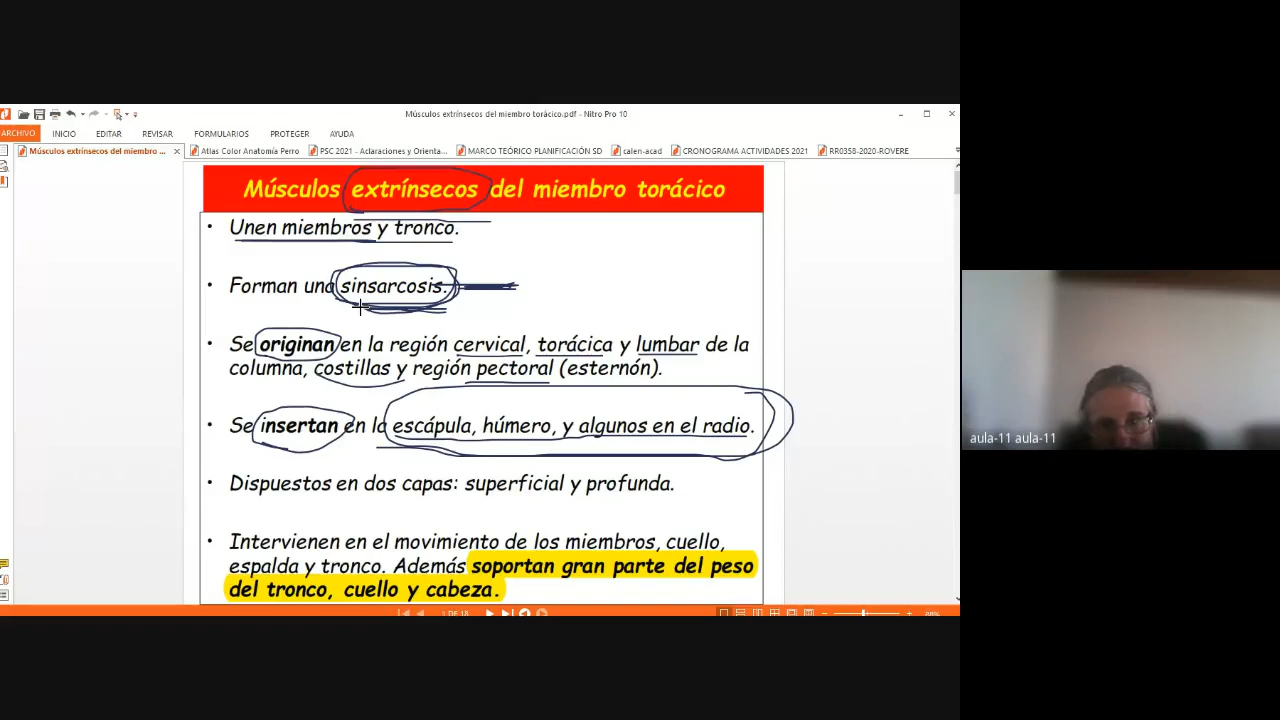 Músculos extrínsecos del miembro torácico.pdf - Nitro Pro 10
ARCHIVO INICIO EDITAR REVISAR FORMULARIOS PROTEGER AYUDA
Músculos extrínsecos del miembro ... Atlas Color Anatomía Perro PSC 2021 - Aclaraciones y Orienta... MARCO TEÓRICO PLANIFICACIÓN SD calen-acad CRONOGRAMA ACTIVIDADES 2021 RR0358-2020-ROVERE
Músculos extrínsecos del miembro torácico
• Unen miembros y tronco.
• Forman una sinsarcosis.
• Se originan en la región cervical, torácica y lumbar de la
columna, costillas y región pectoral (esternón).
• Se insertan en la escápula, húmero, y algunos en el radio.
• Dispuestos en dos capas: superficial y profunda.
• Intervienen en el movimiento de los miembros, cuello,
espalda y tronco. Además soportan gran parte del peso
del tronco, cuello y cabeza.
1 DE 18
aula-11 aula-11